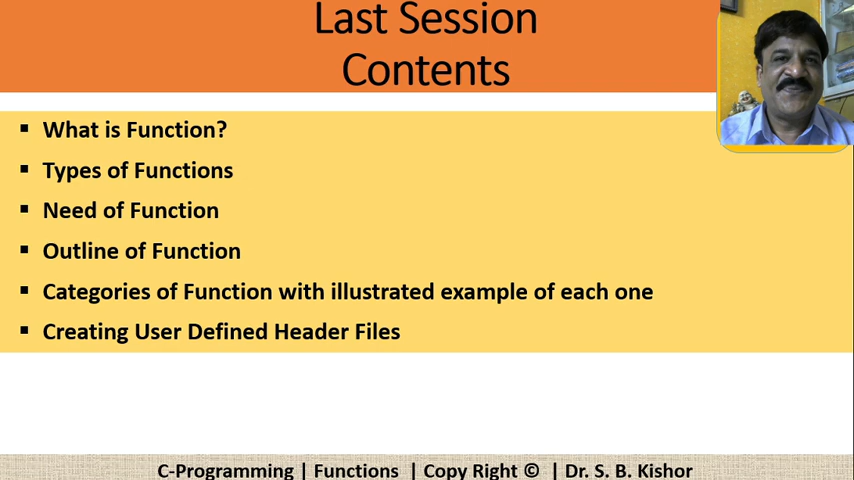 Last Session
Contents
▪ What is Function?
▪ Types of Functions
▪ Need of Function
▪ Outline of Function
▪ Categories of Function with illustrated example of each one
▪ Creating User Defined Header Files
C-Programming | Functions | Copy Right © | Dr. S. B. Kishor